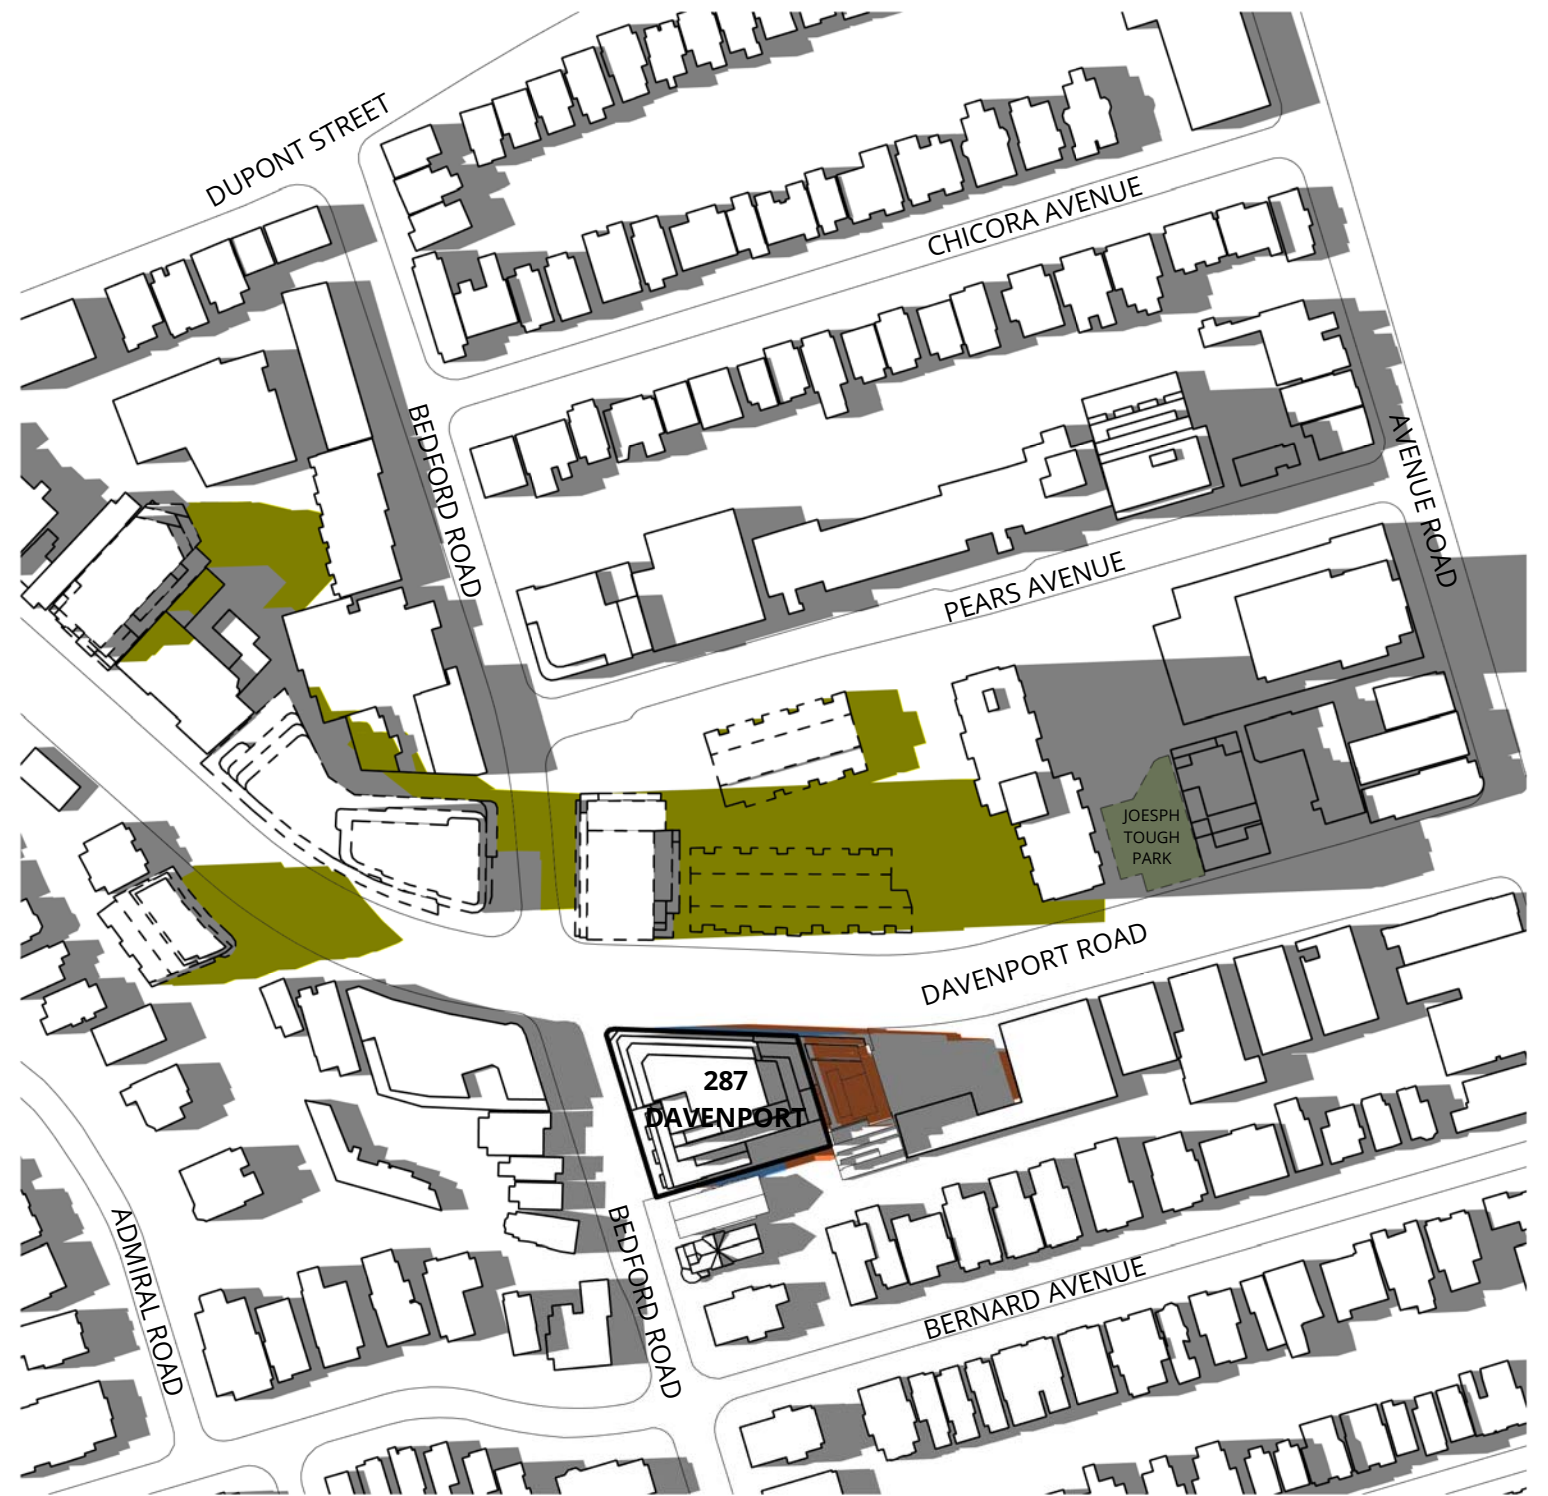 DUPONT STREET
CHICORA AVENUE
BEDFORD ROAD
AVENUE ROAD
PEARS AVENUE
JOESPH
TOUGH
PARK
DAVENPORT ROAD
287
DAVENPORT
ADMIRAL ROAD
BEDFORD ROAD
BERNARD AVENUE